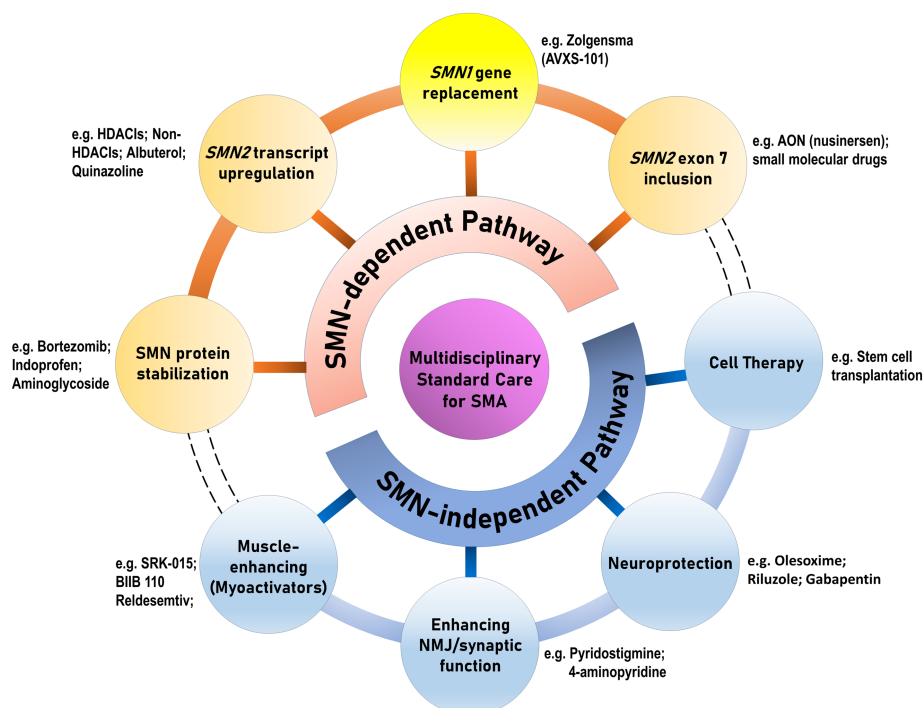 SMN1 gene
replacement
e.g. Zolgensma
(AVXS-101)
e.g. HDACIs; Non-
HDACIs; Albuterol;
Quinazoline
SMN2 transcript
upregulation
SMN2 exon 7
inclusion
e.g. AON (nusinersen);
small molecular drugs
SMN-dependent Pathway
e.g. Bortezomib;
Indoprofen;
Aminoglycoside
SMN protein
stabilization
Multidisciplinary
Standard Care
for SMA
Cell Therapy
e.g. Stem cell
transplantation
SMN-independent Pathway
e.g. SRK-015;
BIIB 110
Reldesemtiv;
Muscle-
enhancing
(Myoactivators)
Neuroprotection
e.g. Olesoxime;
Riluzole; Gabapentin
Enhancing
NMJ/synaptic
function
e.g. Pyridostigmine;
4-aminopyridine